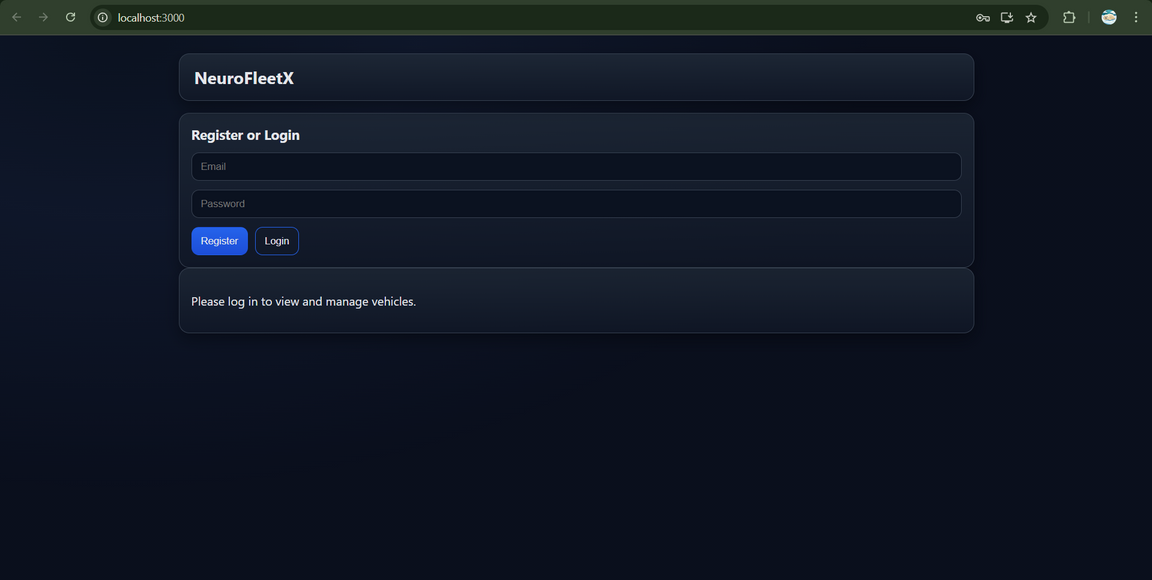 localhost:3000
NeuroFleetX
Register or Login
Email
Password
Register Login
Please log in to view and manage vehicles.